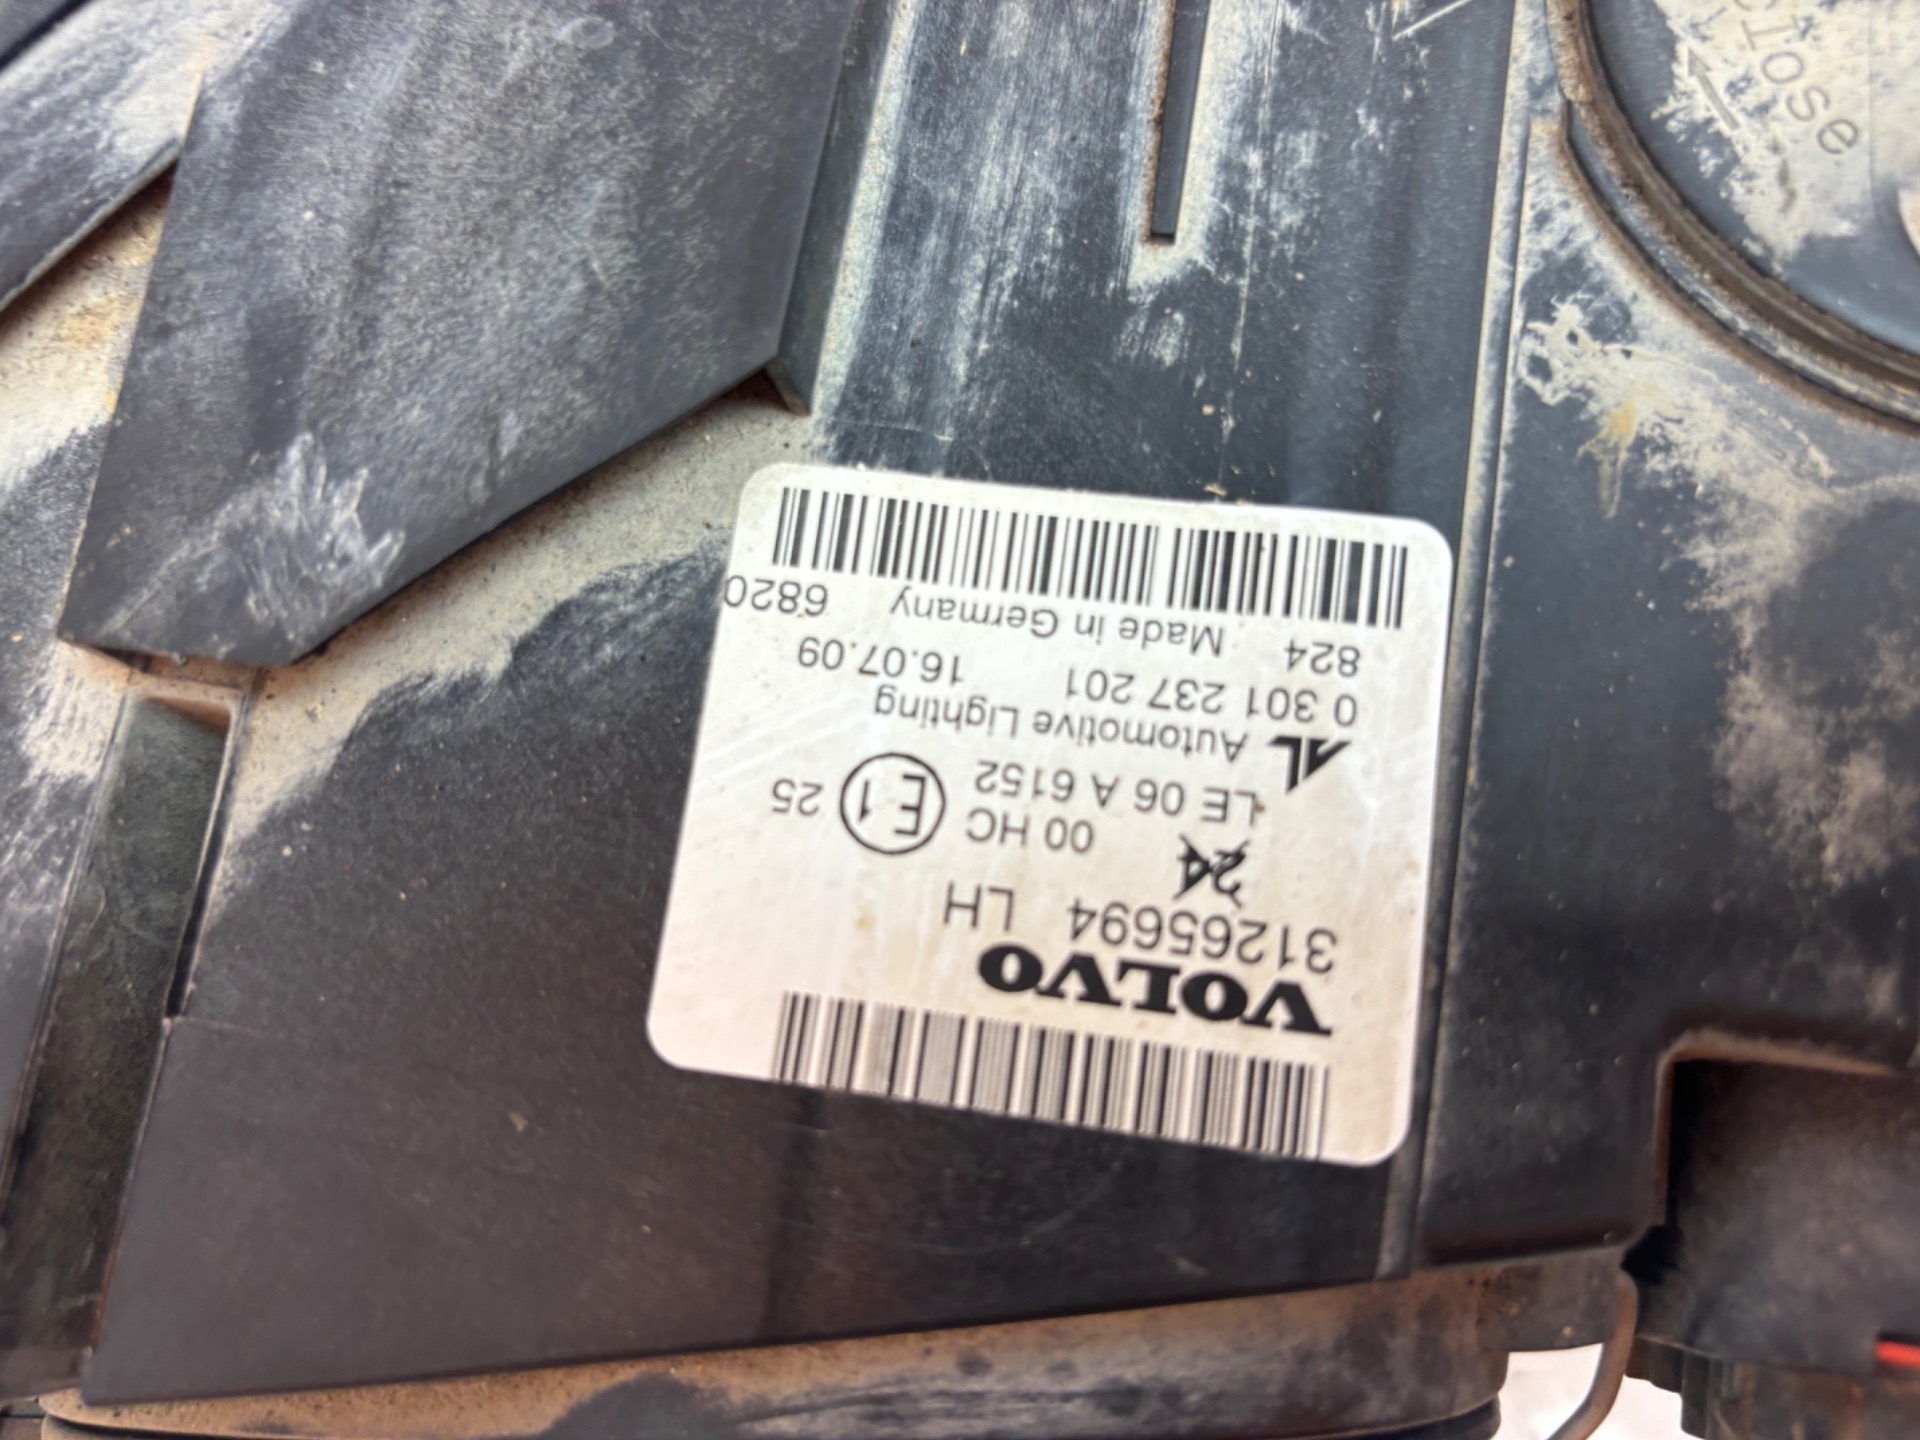 VOLVO
31265694 LH
24
00 HC E1 25
LE 06 A 6152
AL Automotive Lighting
0 301 237 201 16.07.09
824 Made in Germany 6820
close